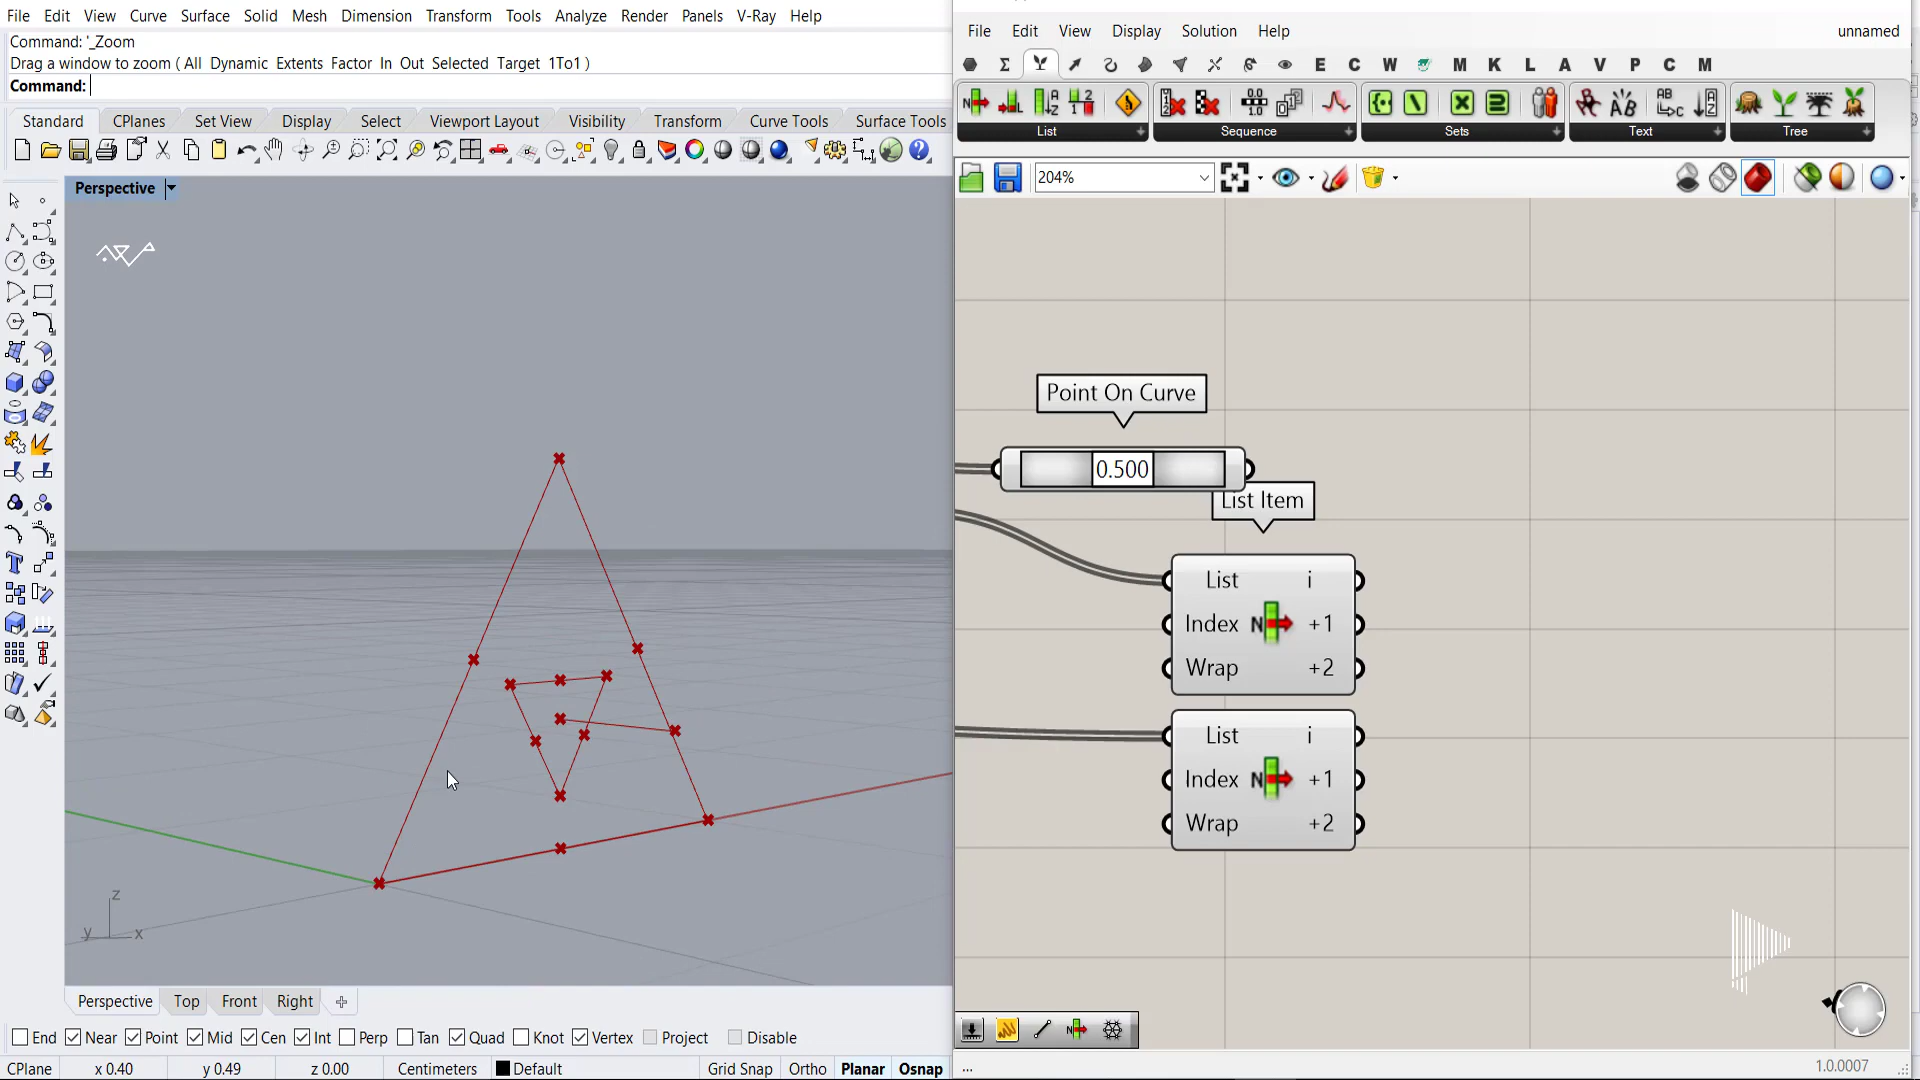 File Edit View Curve Surface Solid Mesh Dimension Transform Tools Analyze Render Panels V-Ray Help
Command: '_Zoom
Drag a window to zoom ( All Dynamic Extents Factor In Out Selected Target 1To1 )
Command:
Standard CPlanes Set View Display Select Viewport Layout Visibility Transform Curve Tools Surface Tools
Perspective
z
y x
Perspective Top Front Right
End Near Point Mid Cen Int Perp Tan Quad Knot Vertex Project Disable
CPlane x 0.40 y 0.49 z 0.00 Centimeters Default Grid Snap Ortho Planar Osnap
File Edit View Display Solution Help unnamed
E C W M K L A V P C M
List Sequence Sets Text Tree
204%
Point On Curve
0.500
List Item
List i
Index N +1
Wrap +2
List i
Index N +1
Wrap +2
...
1.0.0007